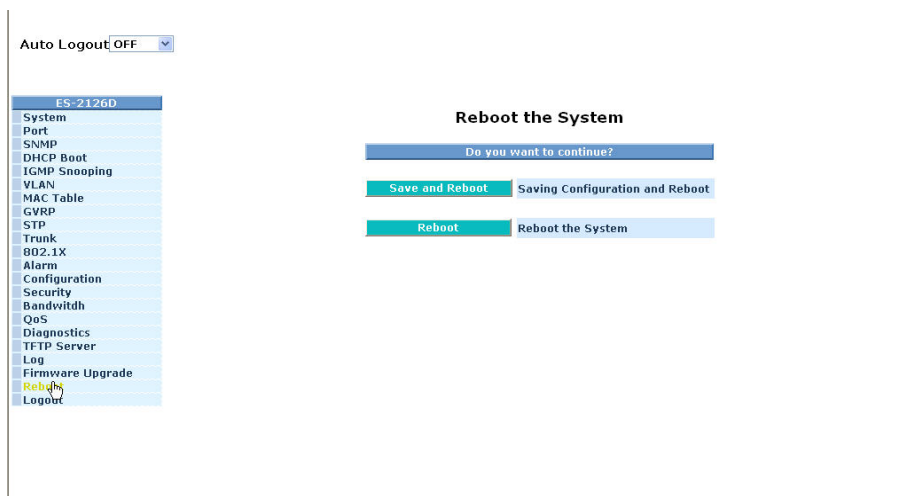 Auto Logout OFF
ES-2126D
System
Port
SNMP
DHCP Boot
IGMP Snooping
VLAN
MAC Table
GVRP
STP
Trunk
802.1X
Alarm
Configuration
Security
Bandwitdh
QoS
Diagnostics
TFTP Server
Log
Firmware Upgrade
Reboot
Logout
Reboot the System
Do you want to continue?
Save and Reboot Saving Configuration and Reboot
Reboot Reboot the System